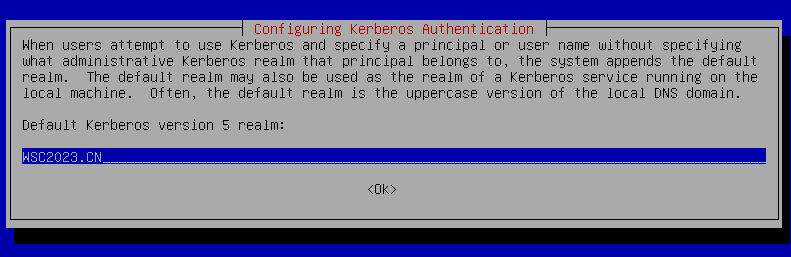 Configuring Kerberos Authentication
When users attempt to use Kerberos and specify a principal or user name without specifying
what administrative Kerberos realm that principal belongs to, the system appends the default
realm.  The default realm may also be used as the realm of a Kerberos service running on the
local machine.  Often, the default realm is the uppercase version of the local DNS domain.
Default Kerberos version 5 realm:
WSC2023.CN
<Ok>